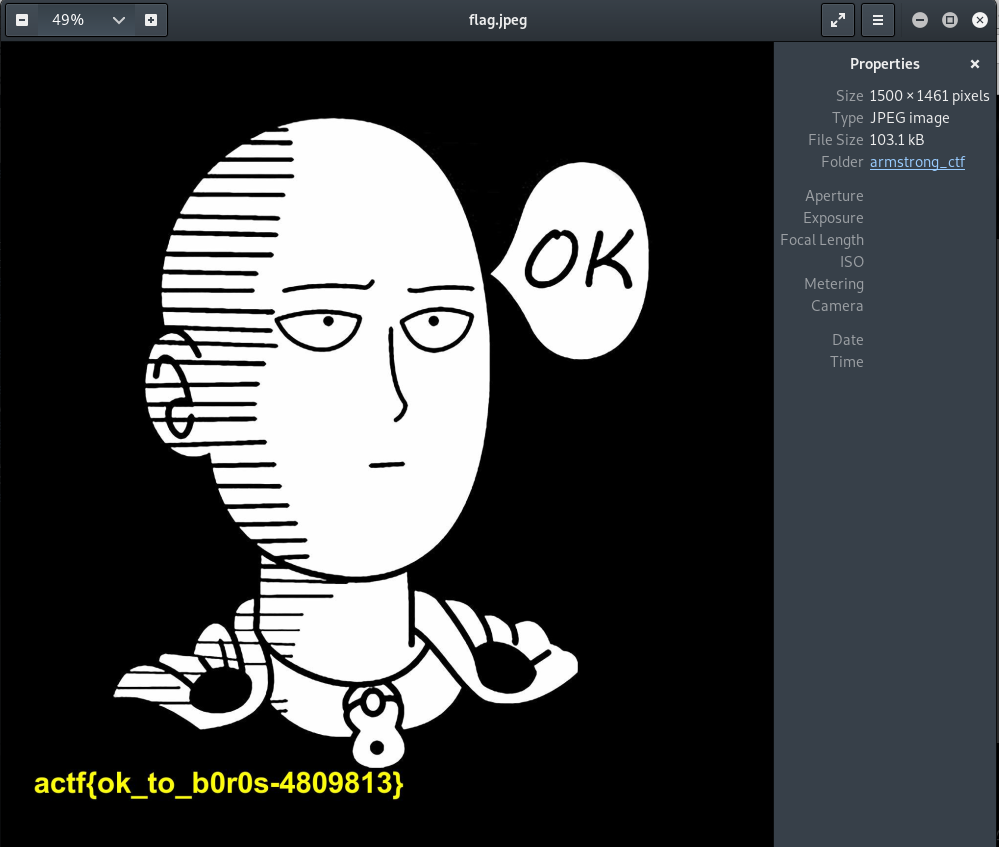 49%
flag.jpeg
Properties
Size 1500 × 1461 pixels
Type JPEG image
File Size 103.1 kB
Folder armstrong_ctf
Aperture
Exposure
Focal Length
ISO
Metering
Camera
Date
Time
OK
actf{ok_to_b0r0s-4809813}